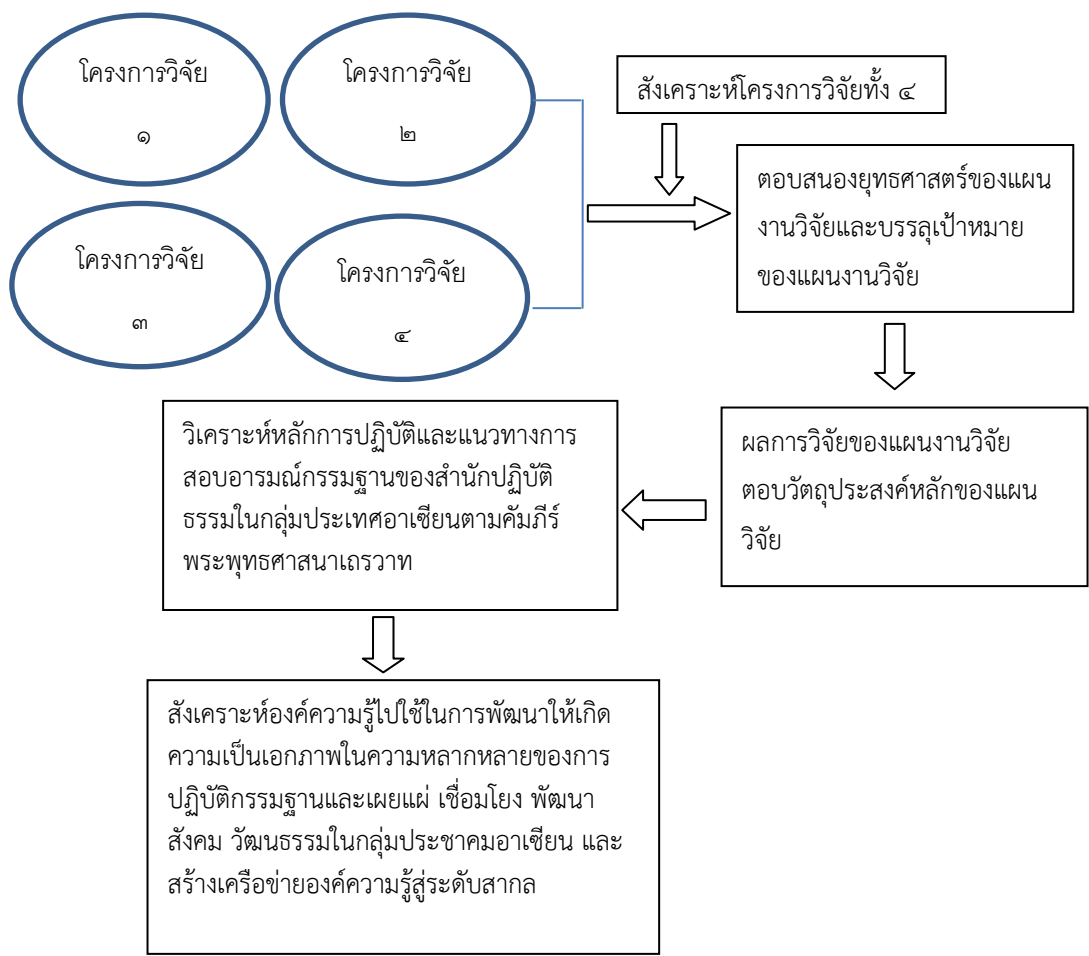 โครงการวิจัย
๑
โครงการวิจัย
๒
โครงการวิจัย
๓
โครงการวิจัย
๔
สังเคราะห์โครงการวิจัยทั้ง ๔
ตอบสนองยุทธศาสตร์ของแผน
งานวิจัยและบรรลุเป้าหมาย
ของแผนงานวิจัย
ผลการวิจัยของแผนงานวิจัย
ตอบวัตถุประสงค์หลักของแผน
วิจัย
วิเคราะห์หลักการปฏิบัติและแนวทางการ
สอบอารมณ์กรรมฐานของสำนักปฏิบัติ
ธรรมในกลุ่มประเทศอาเซียนตามคัมภีร์
พระพุทธศาสนาเถรวาท
สังเคราะห์องค์ความรู้ไปใช้ในการพัฒนาให้เกิด
ความเป็นเอกภาพในความหลากหลายของการ
ปฏิบัติกรรมฐานและเผยแผ่ เชื่อมโยง พัฒนา
สังคม วัฒนธรรมในกลุ่มประชาคมอาเซียน และ
สร้างเครือข่ายองค์ความรู้สู่ระดับสากล